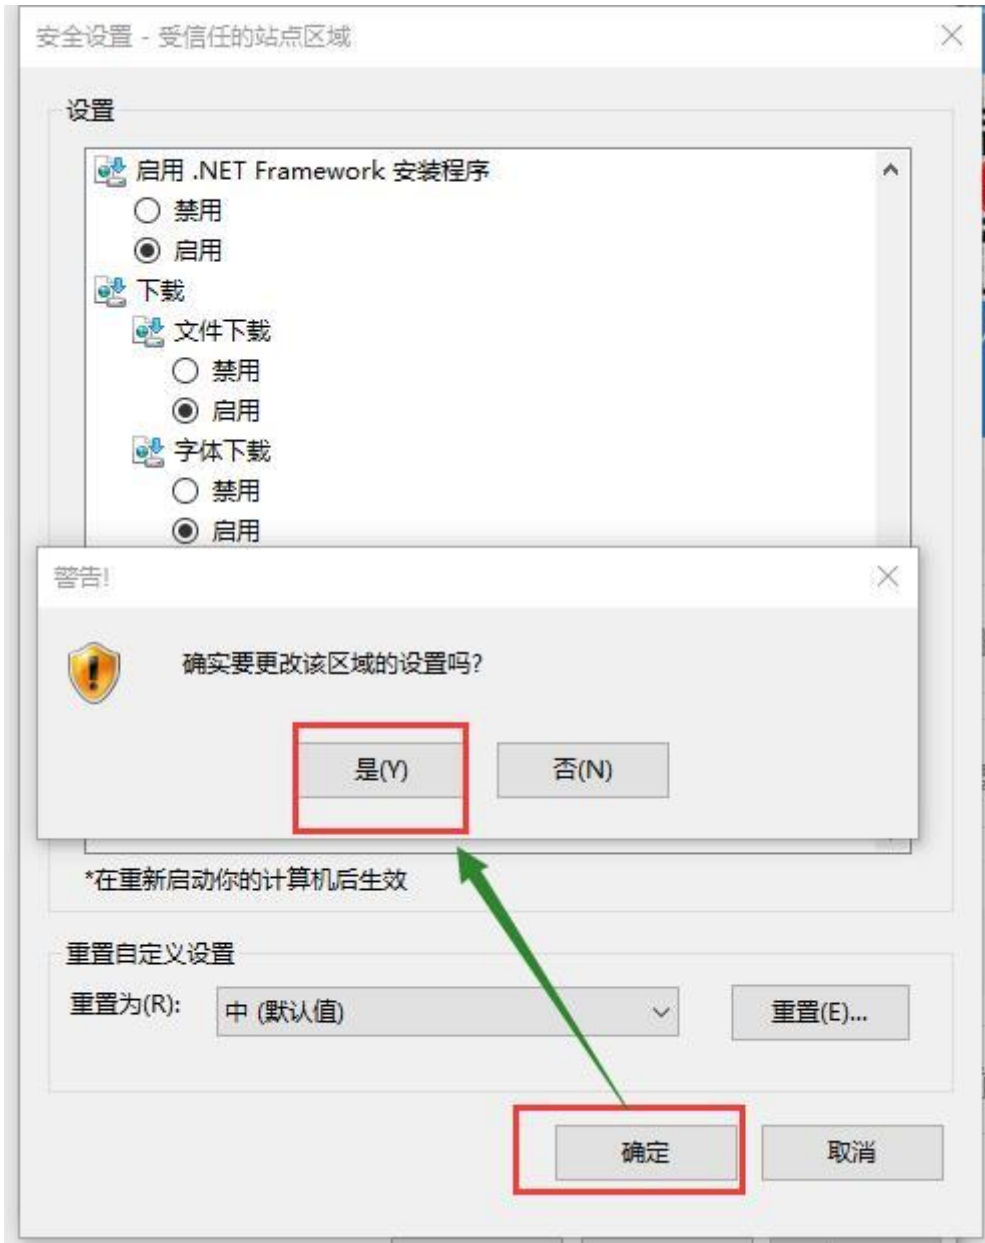 安全设置 - 受信任的站点区域
设置
启用 .NET Framework 安装程序
禁用
启用
下载
文件下载
禁用
启用
字体下载
禁用
启用
警告!
确实要更改该区域的设置吗?
是(Y)
否(N)
*在重新启动你的计算机后生效
重置自定义设置
重置为(R):
中 (默认值)
重置(E)...
确定
取消